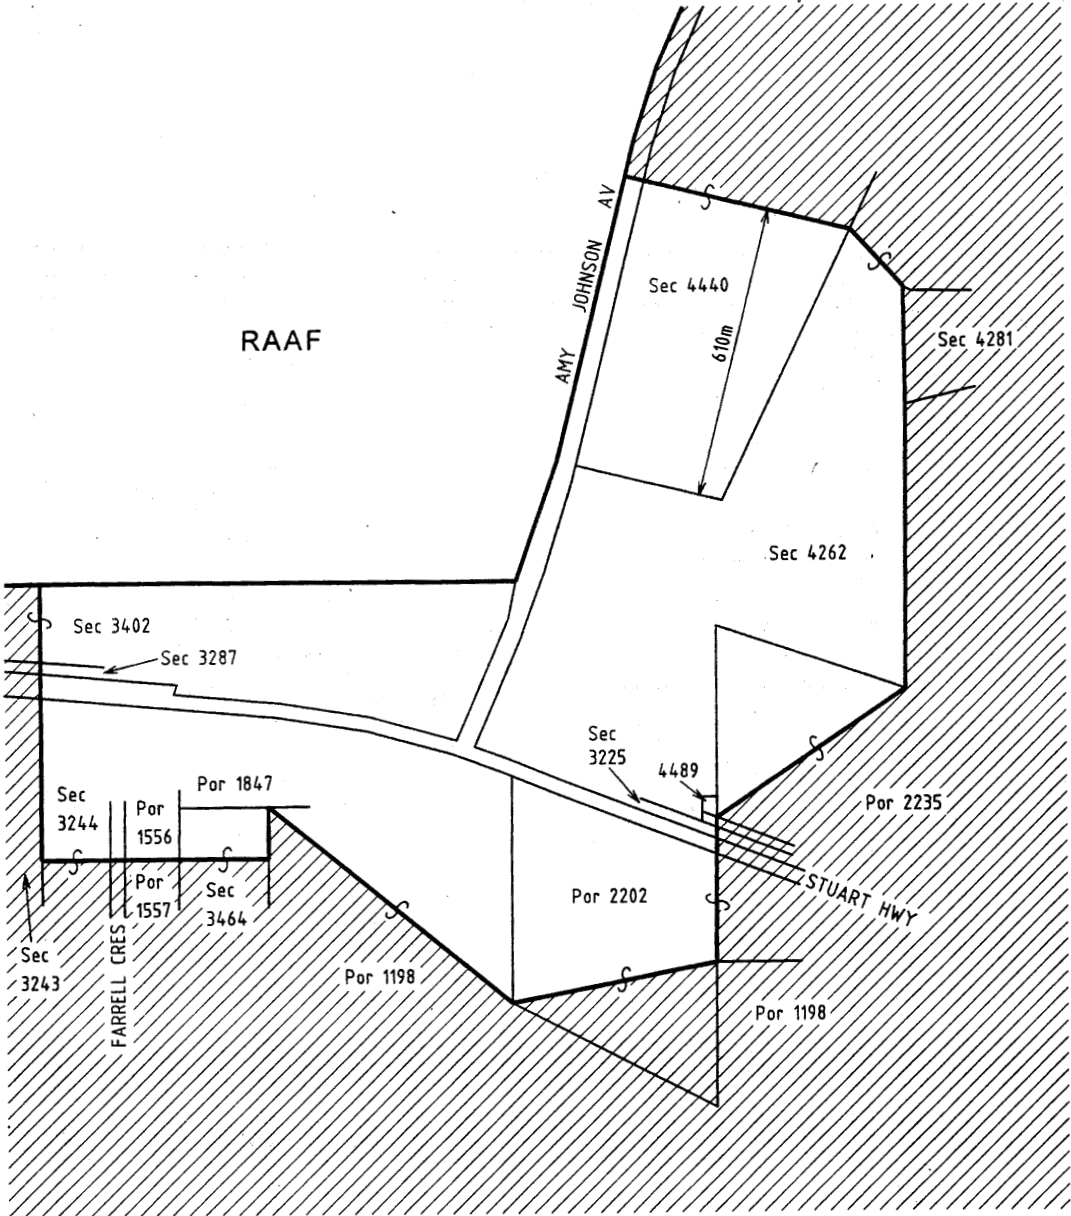 AMY JOHNSON AV
Sec 4440
610m
RAAF
Sec 4281
Sec 4262
Sec 3402
Sec 3287
Sec
3225
4489
Por 1847
Sec
3244
Por
1556
Por 2235
Por
1557
Sec
3464
Por 2202
STUART HWY
Sec
3243
FARRELL CRES
Por 1198
Por 1198